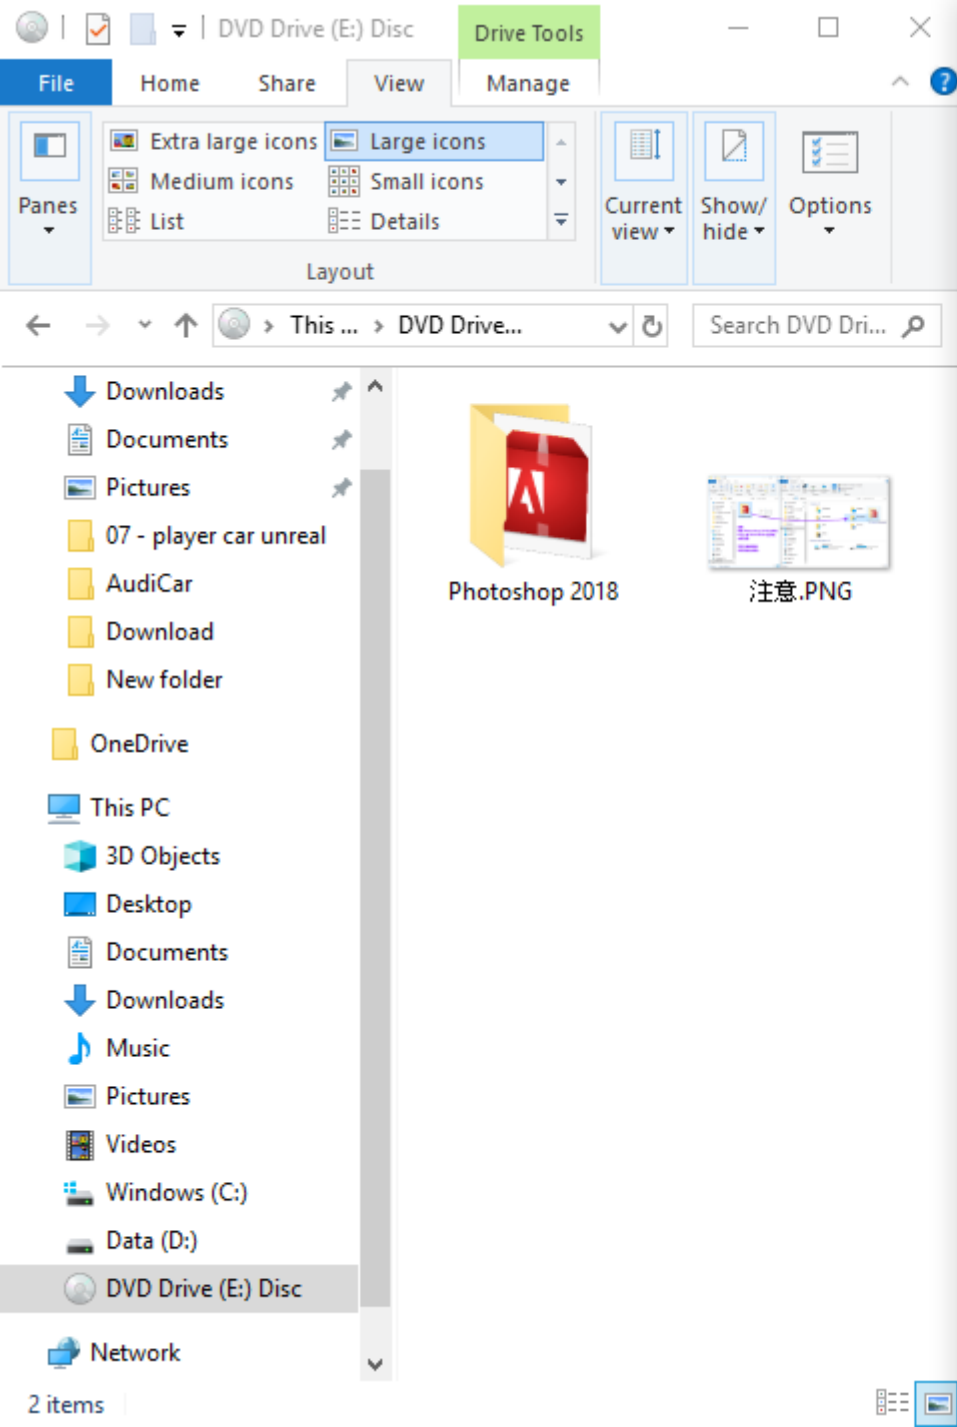 DVD Drive (E:) Disc
Drive Tools
File Home Share View Manage
Extra large icons Large icons
Medium icons Small icons
List Details
Panes
Current view
Show/ hide
Options
Layout
This ... > DVD Drive...
Search DVD Dri...
Downloads
Documents
Pictures
07 - player car unreal
AudiCar
Download
New folder
OneDrive
This PC
3D Objects
Desktop
Documents
Downloads
Music
Pictures
Videos
Windows (C:)
Data (D:)
DVD Drive (E:) Disc
Network
Photoshop 2018
注意.PNG
2 items